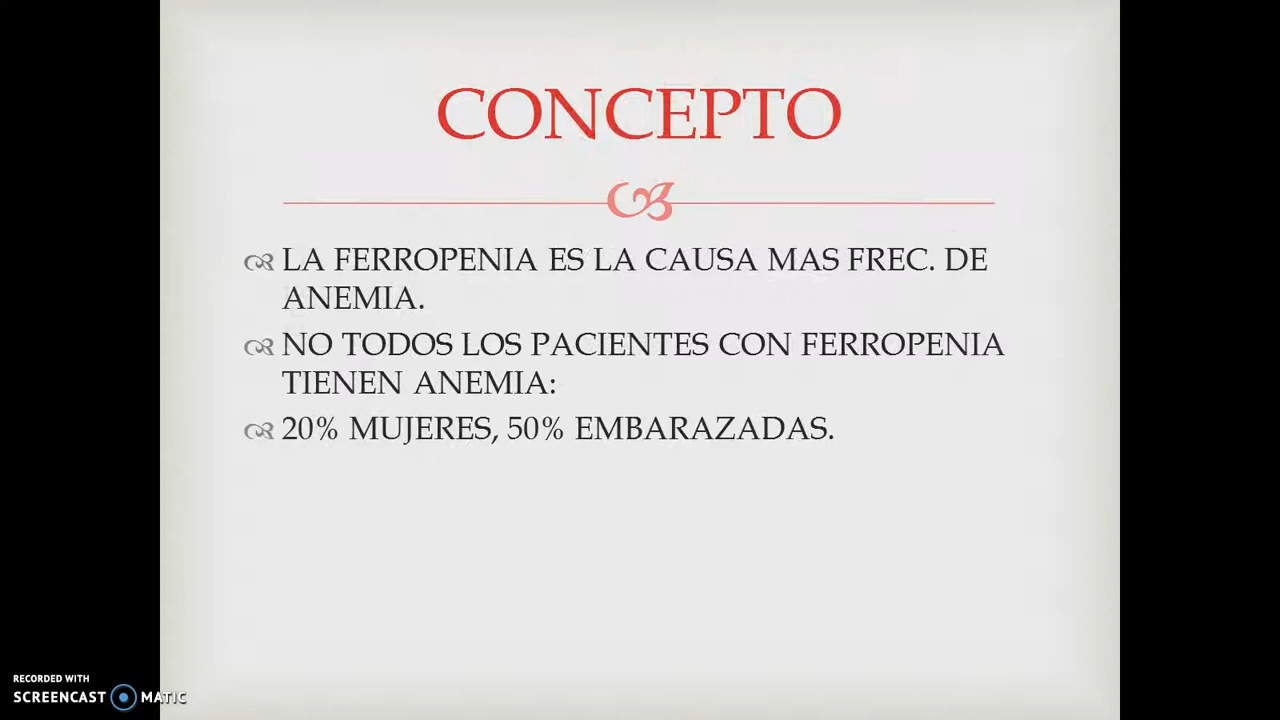 CONCEPTO
LA FERROPENIA ES LA CAUSA MAS FREC. DE
ANEMIA.
NO TODOS LOS PACIENTES CON FERROPENIA
TIENEN ANEMIA:
20% MUJERES, 50% EMBARAZADAS.
RECORDED WITH
SCREENCAST MATIC